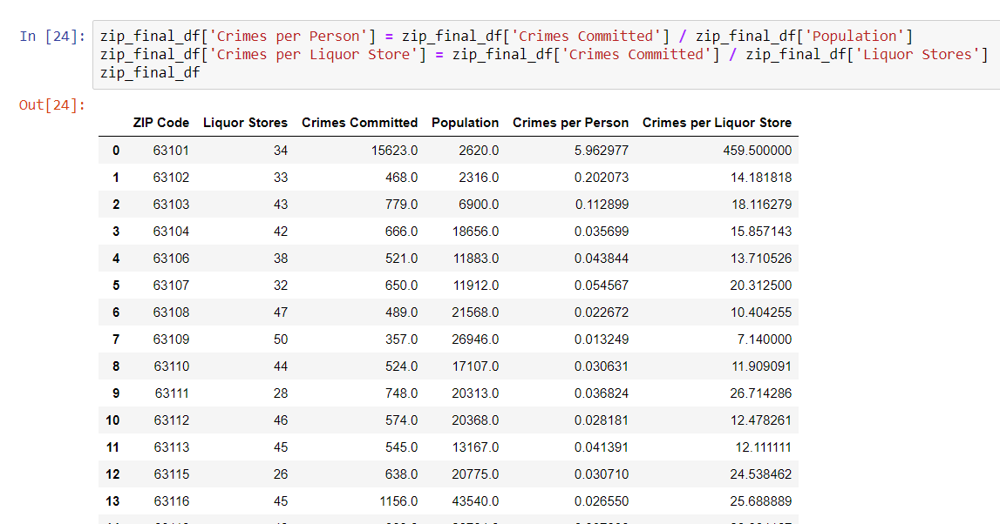 In [24]: zip_final_df['Crimes per Person'] = zip_final_df['Crimes Committed'] / zip_final_df['Population']
zip_final_df['Crimes per Liquor Store'] = zip_final_df['Crimes Committed'] / zip_final_df['Liquor Stores']
zip_final_df
Out[24]:
ZIP Code Liquor Stores Crimes Committed Population Crimes per Person Crimes per Liquor Store
0 63101 34 15623.0 2620.0 5.962977 459.500000
1 63102 33 468.0 2316.0 0.202073 14.181818
2 63103 43 779.0 6900.0 0.112899 18.116279
3 63104 42 666.0 18656.0 0.035699 15.857143
4 63106 38 521.0 11883.0 0.043844 13.710526
5 63107 32 650.0 11912.0 0.054567 20.312500
6 63108 47 489.0 21568.0 0.022672 10.404255
7 63109 50 357.0 26946.0 0.013249 7.140000
8 63110 44 524.0 17107.0 0.030631 11.909091
9 63111 28 748.0 20313.0 0.036824 26.714286
10 63112 46 574.0 20368.0 0.028181 12.478261
11 63113 45 545.0 13167.0 0.041391 12.111111
12 63115 26 638.0 20775.0 0.030710 24.538462
13 63116 45 1156.0 43540.0 0.026550 25.688889